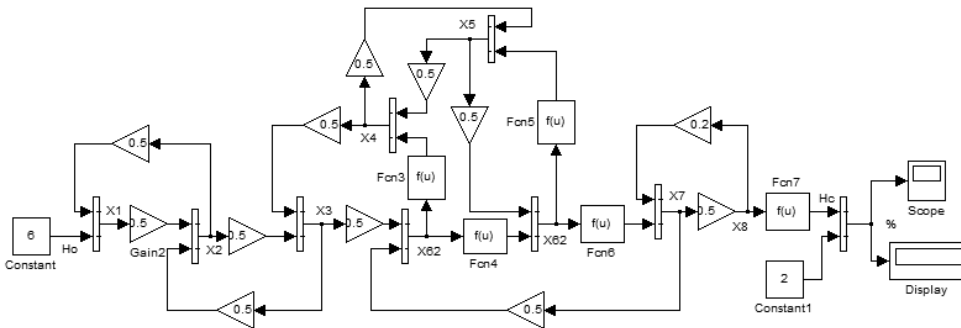 X5
0.5
0.5
0.5
f(u)
Fcn5
0.5
X4
0.5
0.2
f(u)
Fcn3
Fcn7
f(u)
Hc
Scope
X1
0.5
Gain2
X2
0.5
X3
0.5
X62
f(u)
Fcn4
X62
f(u)
Fcn6
X7
0.5
X8
%
6
Constant
Ho
0.5
0.5
2
Constant1
Display